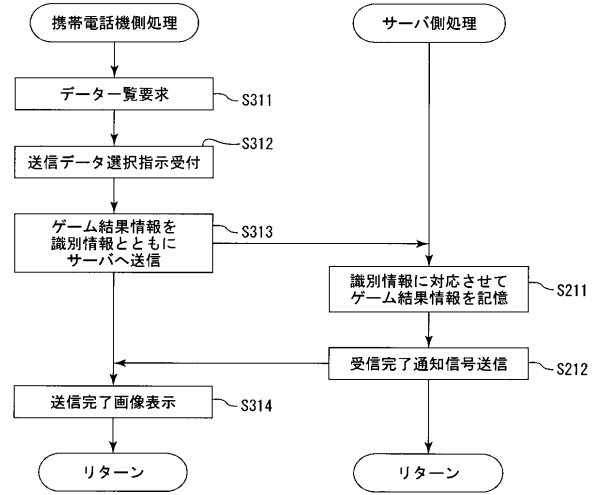 携帯電話機側処理
サーバ側処理
データ一覧要求
S311
送信データ選択指示受付
S312
ゲーム結果情報を
識別情報とともに
サーバへ送信
S313
識別情報に対応させて
ゲーム結果情報を記憶
S211
受信完了通知信号送信
S212
送信完了画像表示
S314
リターン
リターン